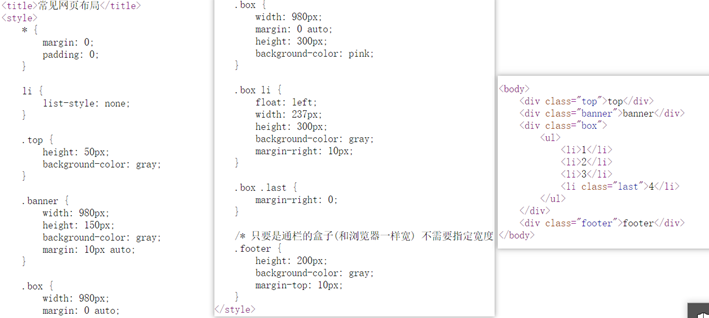 <title>常见网页布局</title>
<style>
* {
margin: 0;
padding: 0;
}
li {
list-style: none;
}
.top {
height: 50px;
background-color: gray;
}
.banner {
width: 980px;
height: 150px;
background-color: gray;
margin: 10px auto;
}
.box {
width: 980px;
margin: 0 auto;
.box {
width: 980px;
margin: 0 auto;
height: 300px;
background-color: pink;
}
.box li {
float: left;
width: 237px;
height: 300px;
background-color: gray;
margin-right: 10px;
}
.box .last {
margin-right: 0;
}
/* 只要是通栏的盒子(和浏览器一样宽) 不需要指定宽度
.footer {
height: 200px;
background-color: gray;
margin-top: 10px;
}
</style>
<body>
<div class="top">top</div>
<div class="banner">banner</div>
<div class="box">
<ul>
<li>1</li>
<li>2</li>
<li>3</li>
<li class="last">4</li>
</ul>
</div>
<div class="footer">footer</div>
</body>